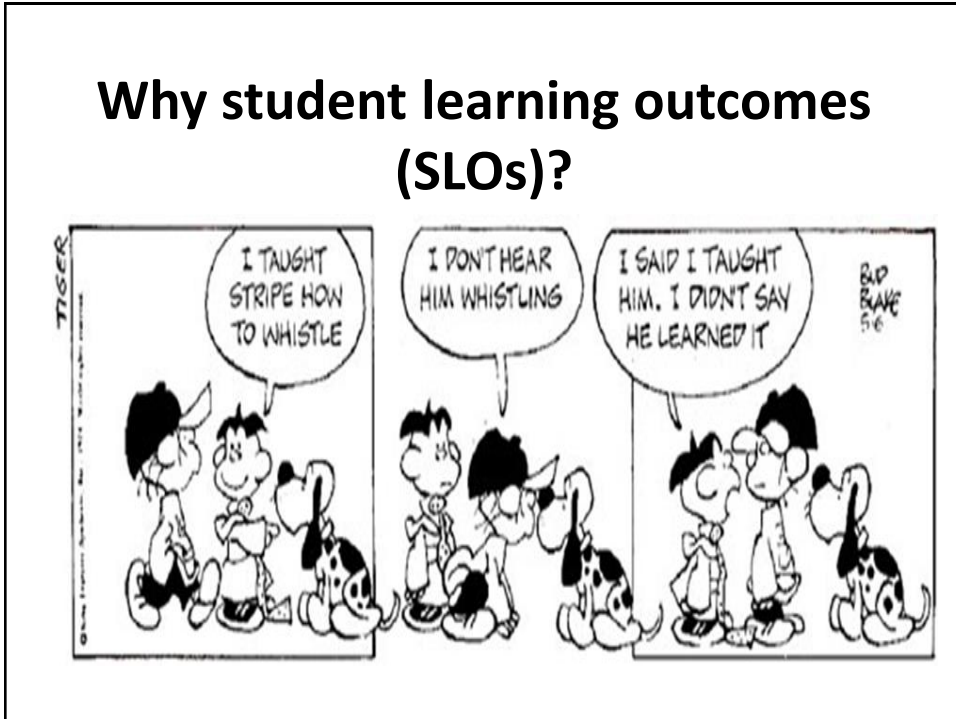 Why student learning outcomes
(SLOs)?
TIGER
I TAUGHT
STRIPE HOW
TO WHISTLE
I DON'T HEAR
HIM WHISTLING
I SAID I TAUGHT
HIM. I DIDN'T SAY
HE LEARNED IT
BUD
BLAKE
5-6